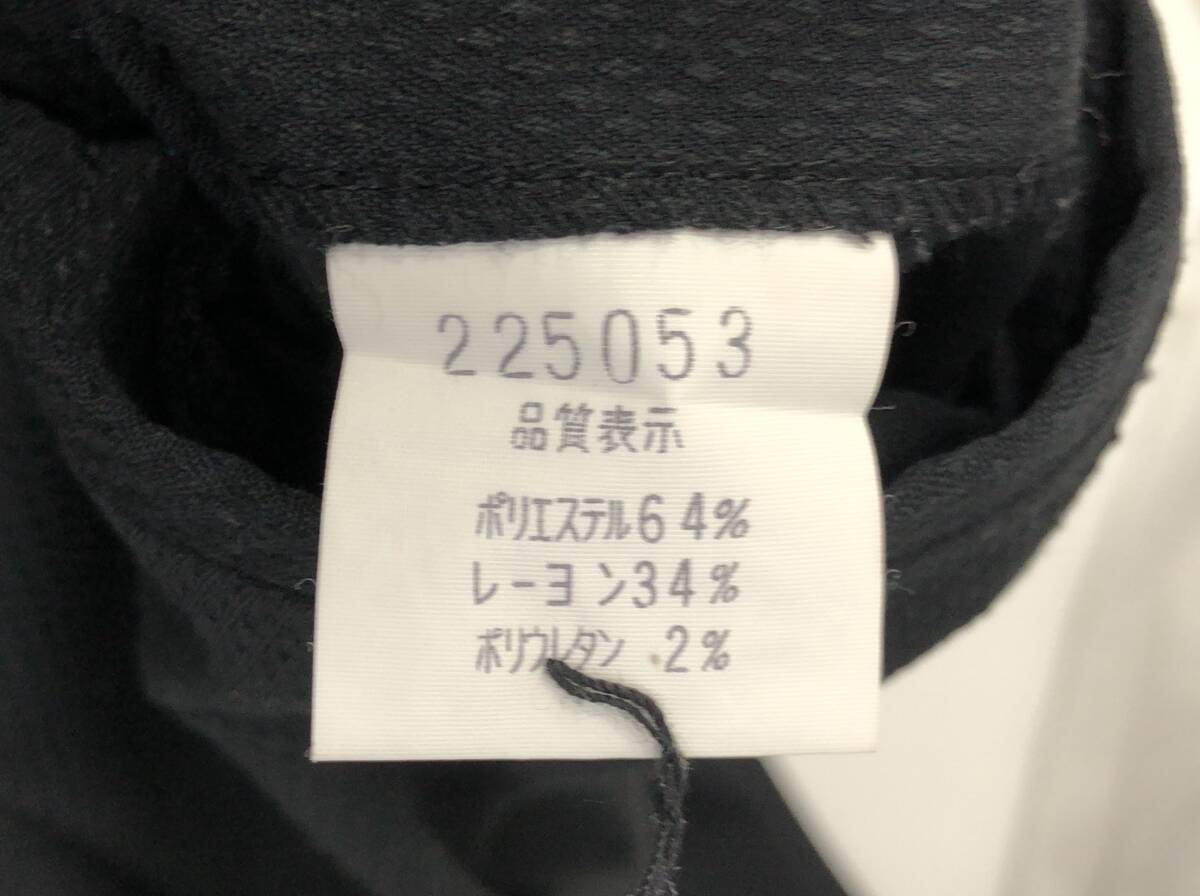 225053
品質表示
ポリエステル64%
レーヨン34%
ポリウレタン 2%